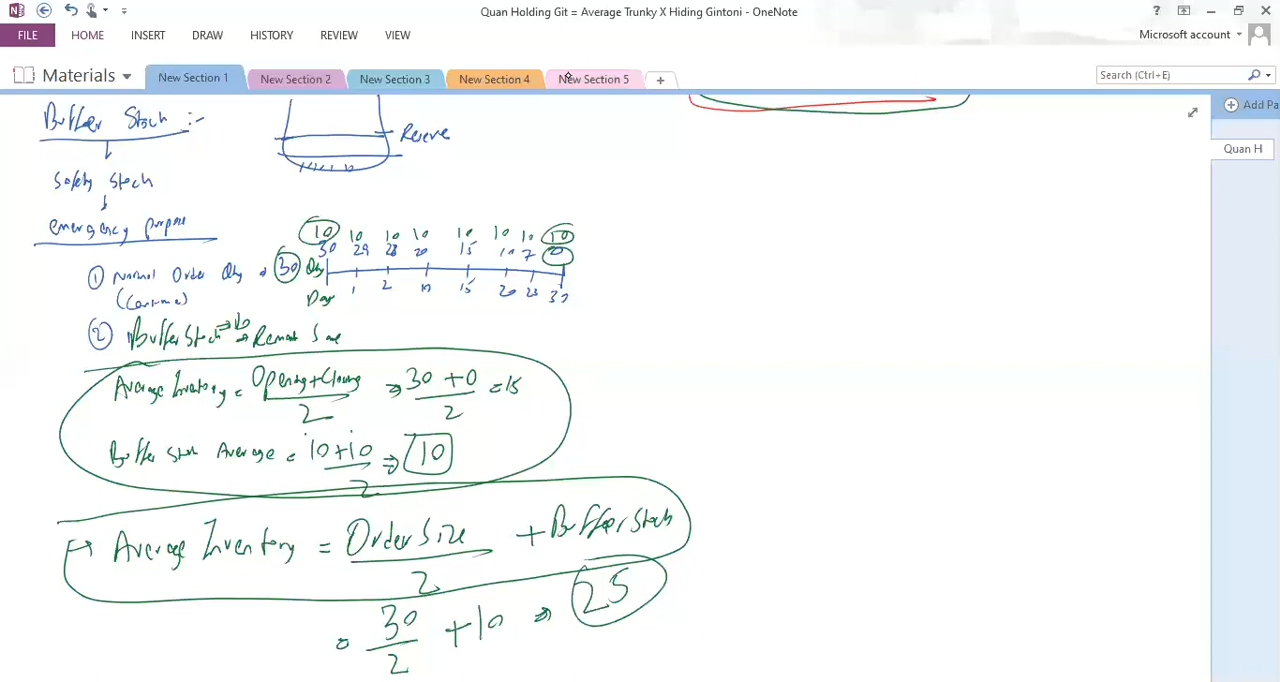 Quan Holding Git = Average Trunky X Hiding Gintoni - OneNote
FILE HOME INSERT DRAW HISTORY REVIEW VIEW
Microsoft account
Materials New Section 1 New Section 2 New Section 3 New Section 4 New Section 5 +
Search (Ctrl+E)
Add Pa
Quan H
Buffer Stock :-
Reserve
Safety Stock
emergency purpose
10 10 10 10 10 10 10 10
30 29 28 20 15 10 7 0
① Normal Order Qty = 30 Qty
(Consume)
Days 1 2 10 15 20 23 30
② Buffer Stock → 10 → Remain Same
Average Inventory = Opening + Closing / 2 ⇒ 30 + 0 / 2 = 15
Buffer Stock Average = 10 + 10 / 2 ⇒ 10
→ Average Inventory = Order Size / 2 + Buffer Stock
= 30 / 2 + 10 ⇒ 25